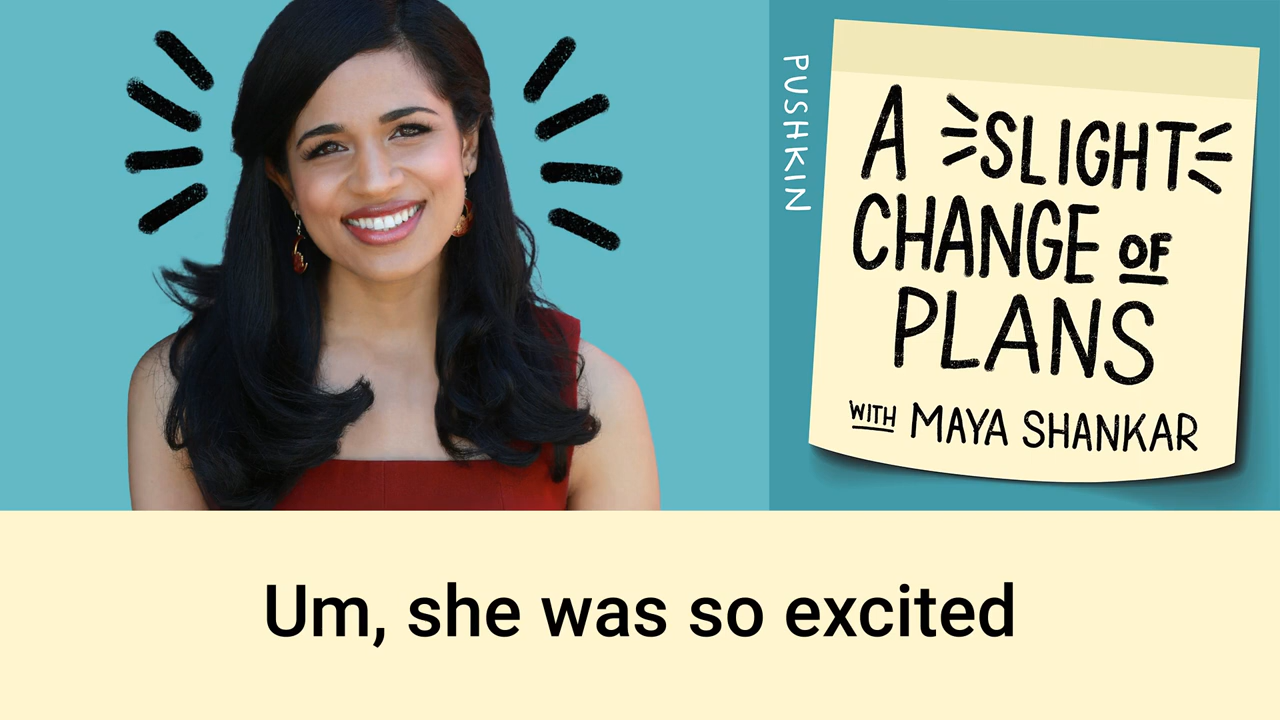 PUSHKIN
A SLIGHT
CHANGE OF
PLANS
WITH MAYA SHANKAR
Um, she was so excited